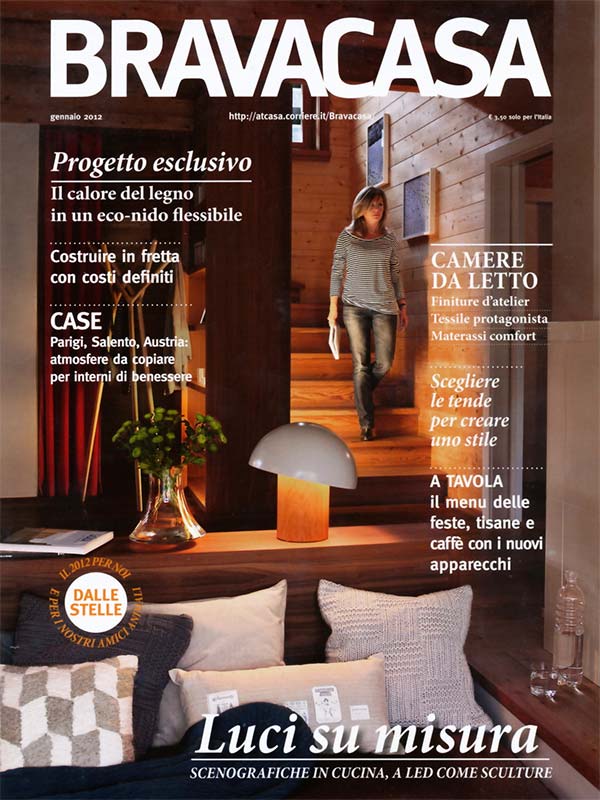 BRAVACASA
gennaio 2012
http://atcasa.corriere.it/Bravacasa/
€ 3,50 solo per l'Italia
Progetto esclusivo
Il calore del legno
in un eco-nido flessibile
Costruire in fretta
con costi definiti
CASE
Parigi, Salento, Austria:
atmosfere da copiare
per interni di benessere
CAMERE
DA LETTO
Finiture d'atelier
Tessile protagonista
Materassi comfort
Scegliere
le tende
per creare
uno stile
A TAVOLA
il menu delle
feste, tisane e
caffè con i nuovi
apparecchi
IL 2012 PER NOI
E PER I NOSTRI AMICI ANIMALI
DALLE
STELLE
Luci su misura
SCENOGRAFICHE IN CUCINA, A LED COME SCULTURE